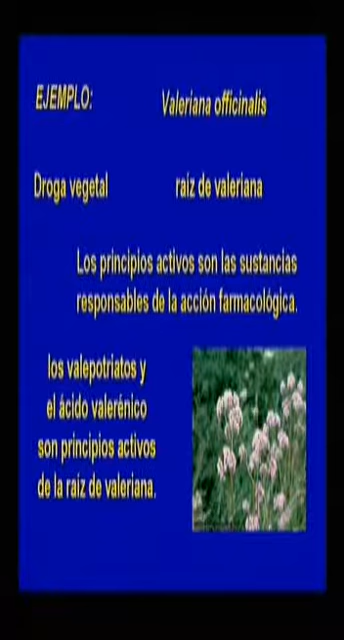 EJEMPLO: Valeriana officinalis
Droga vegetal raíz de valeriana
Los principios activos son las sustancias
responsables de la acción farmacológica.
los valepotriatos y
el ácido valerénico
son principios activos
de la raíz de valeriana.